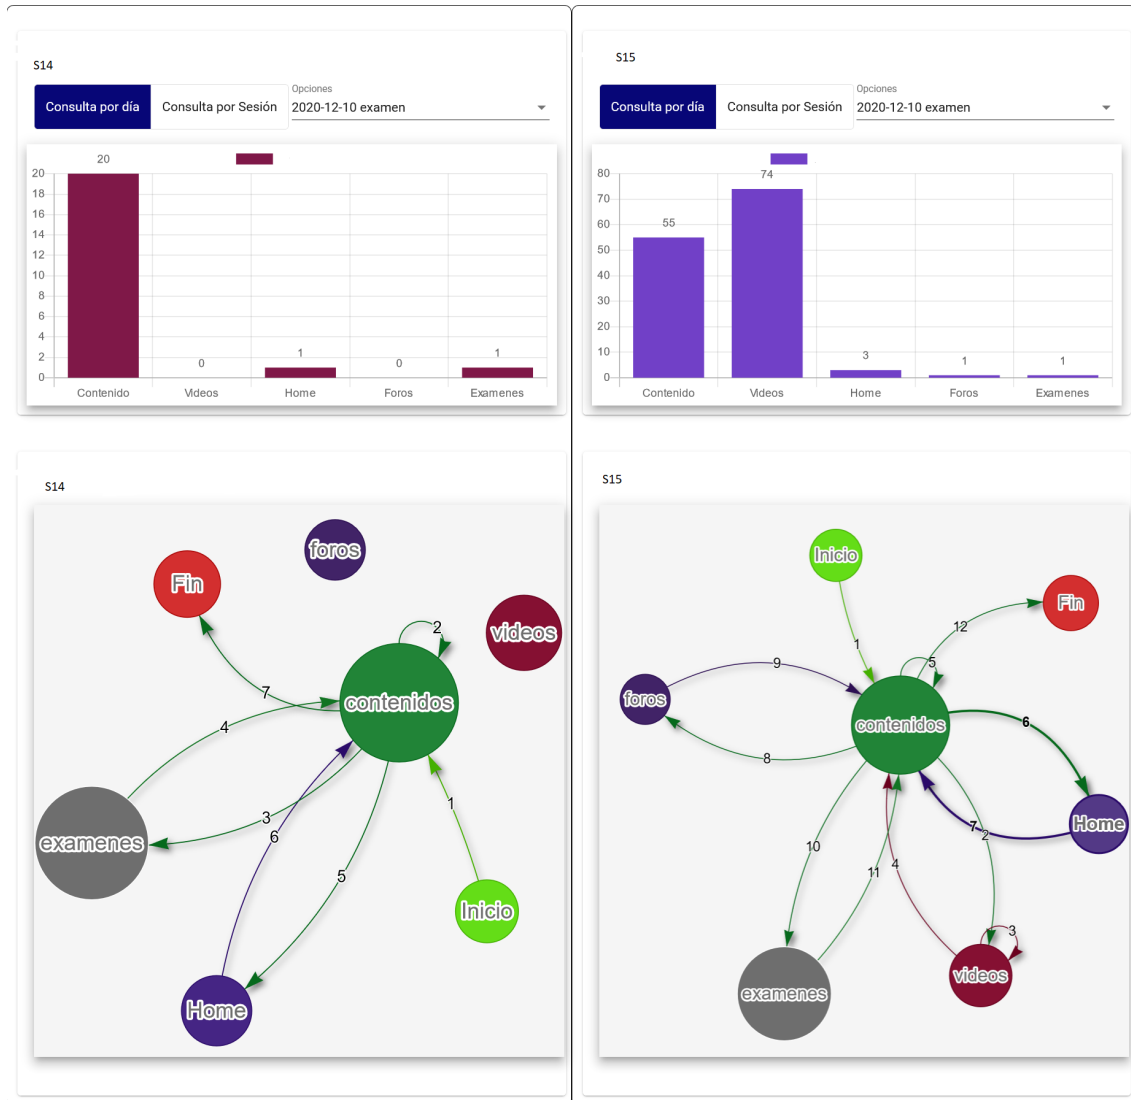 S14
Consulta por día
Consulta por Sesión
Opciones
2020-12-10 examen
20
20
18
16
14
12
10
8
6
4
2
0
0
1
0
1
Contenido
Videos
Home
Foros
Examenes
S15
Consulta por día
Consulta por Sesión
Opciones
2020-12-10 examen
80
70
60
50
40
30
20
10
0
55
74
3
1
1
Contenido
Videos
Home
Foros
Examenes
S14
foros
Fin
videos
2
contenidos
7
4
1
3
6
examenes
5
Inicio
Home
S15
Inicio
Fin
12
1
9
5
foros
contenidos
6
8
Home
7
2
10
4
11
3
videos
examenes